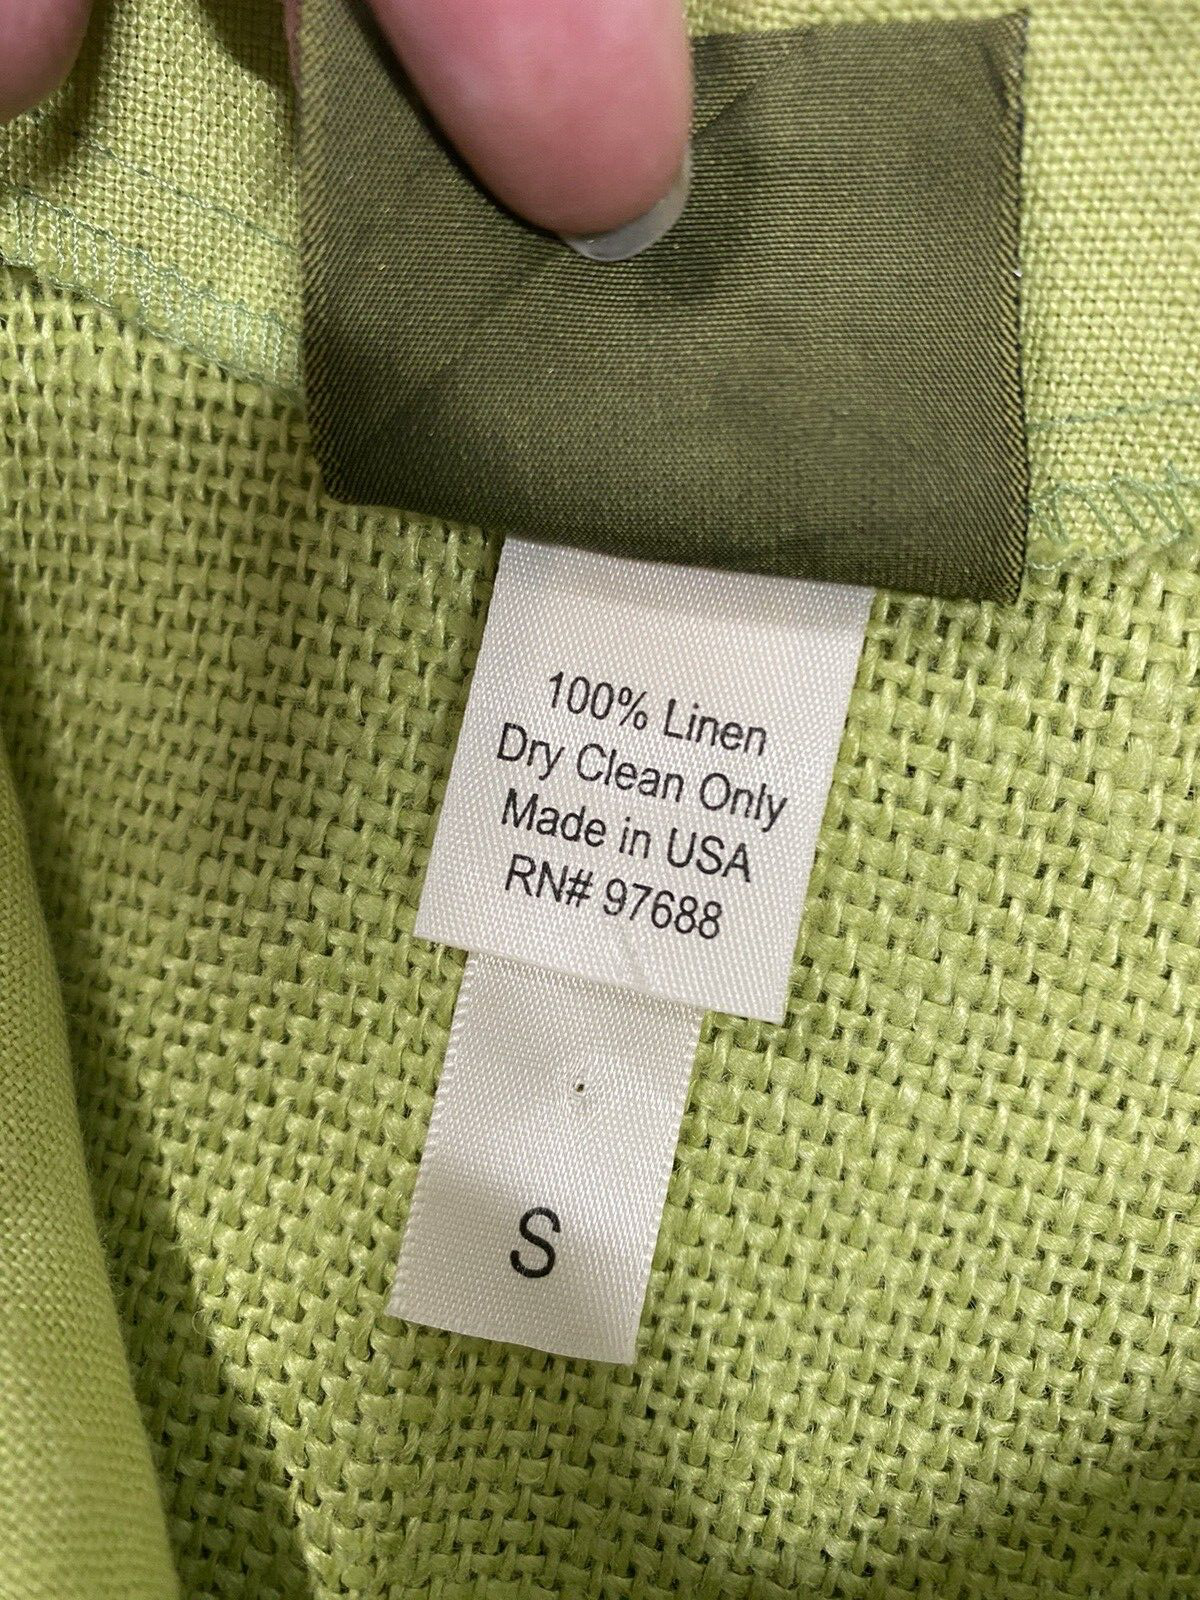 100% Linen
Dry Clean Only
Made in USA
RN# 97688
S